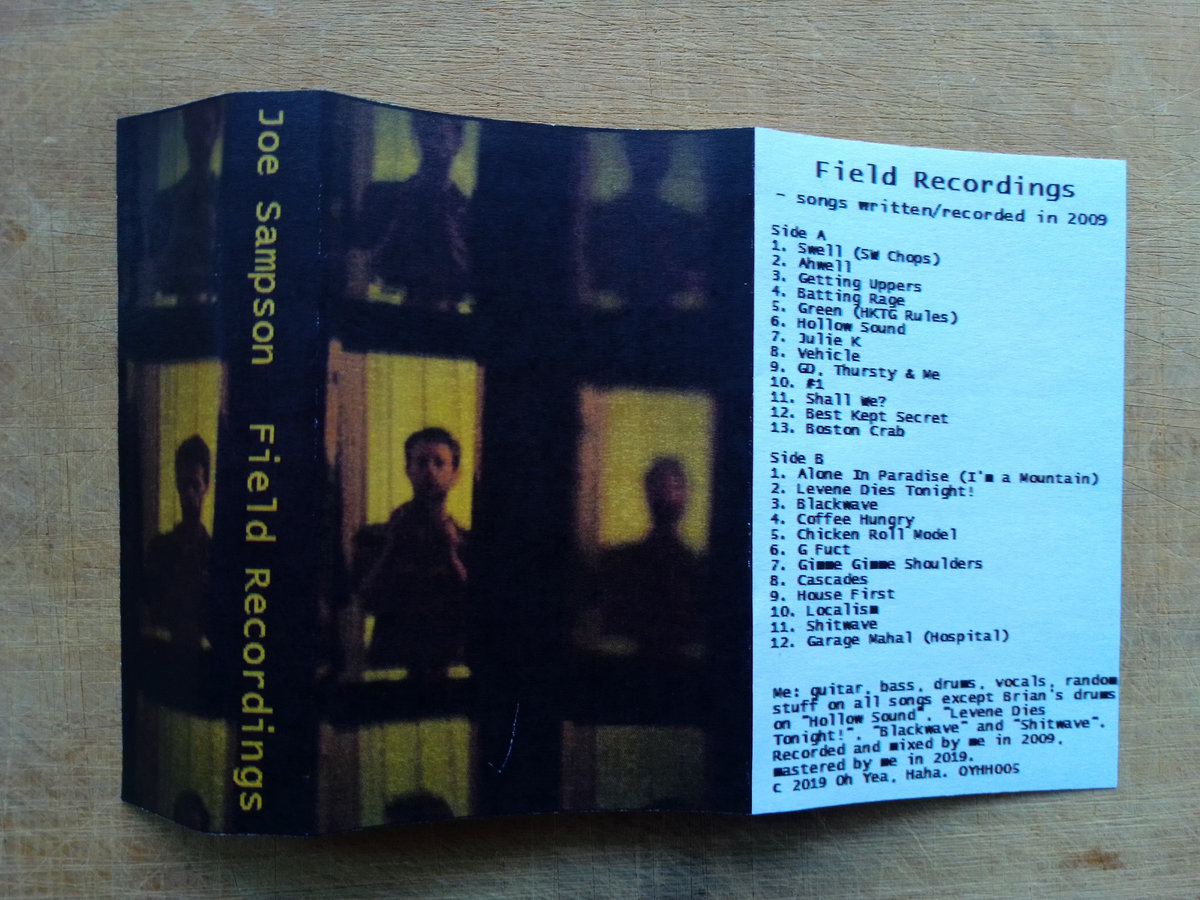 Joe Sampson Field Recordings
Field Recordings
- songs written/recorded in 2009
Side A
1. Swell (SW Chops)
2. Ahwell
3. Getting Uppers
4. Batting Rage
5. Green (HKTG Rules)
6. Hollow Sound
7. Julie K
8. Vehicle
9. GD, Thursty & Me
10. #1
11. Shall We?
12. Best Kept Secret
13. Boston Crab
Side B
1. Alone In Paradise (I'm a Mountain)
2. Levene Dies Tonight!
3. Blackwave
4. Coffee Hungry
5. Chicken Roll Model
6. G Fuct
7. Gimme Gimme Shoulders
8. Cascades
9. House First
10. Localism
11. Shitwave
12. Garage Mahal (Hospital)
Me: guitar, bass, drums, vocals, random
stuff on all songs except Brian's drums
on "Hollow Sound", "Levene Dies
Tonight!", "Blackwave" and "Shitwave".
Recorded and mixed by me in 2009,
mastered by me in 2019.
c 2019 Oh Yea, Haha. OYHH005